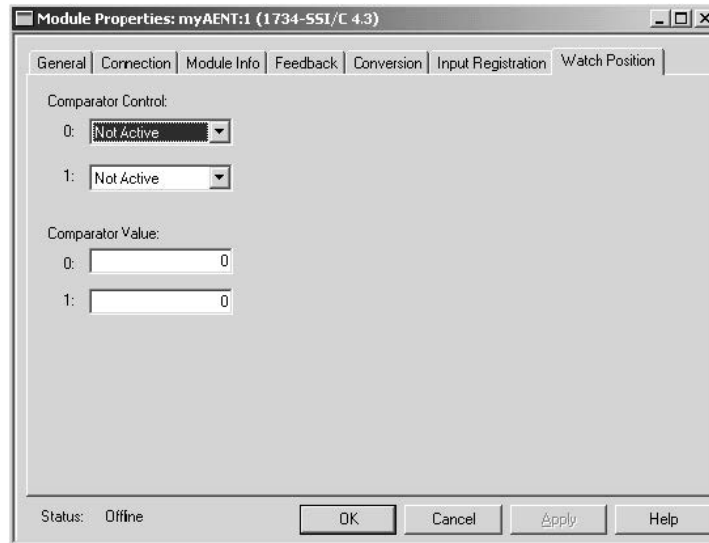 Module Properties: myAENT:1 (1734-SSI/C 4.3)
General Connection Module Info Feedback Conversion Input Registration Watch Position
Comparator Control:
0: Not Active
1: Not Active
Comparator Value:
0: 0
1: 0
Status: Offline OK Cancel Apply Help